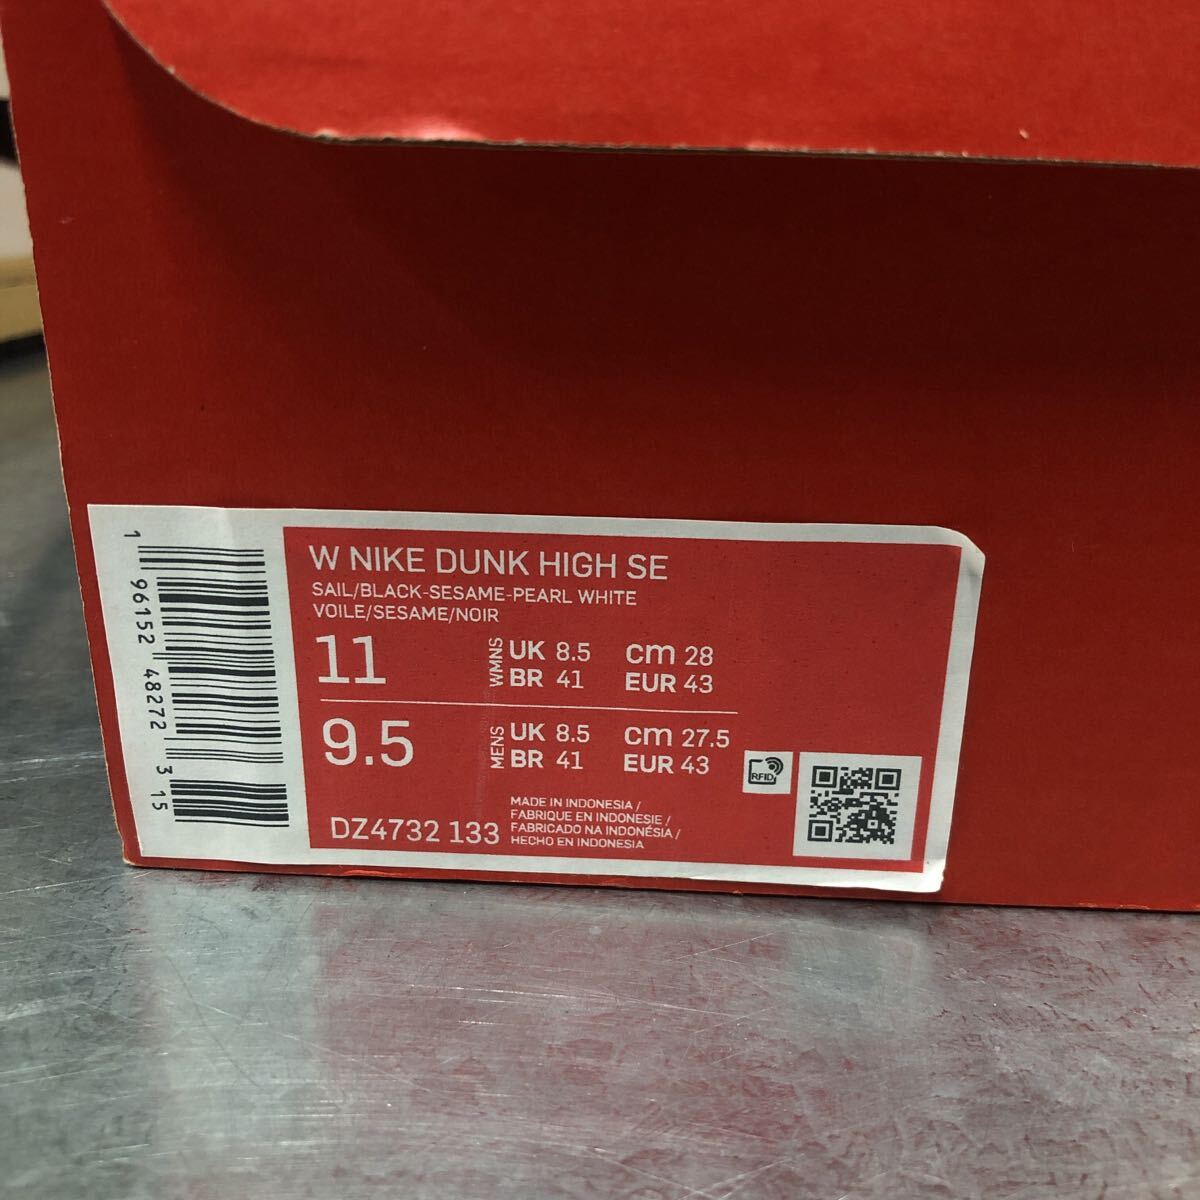 W NIKE DUNK HIGH SE
SAIL/BLACK-SESAME-PEARL WHITE
VOILE/SESAME/NOIR
11
WMNS
UK 8.5 cm 28
BR 41 EUR 43
9.5
MENS
UK 8.5 cm 27.5
BR 41 EUR 43
RFID
DZ4732 133
MADE IN INDONESIA /
FABRIQUE EN INDONESIE /
FABRICADO NA INDONÉSIA /
HECHO EN INDONESIA
1 96152 48272 3 15